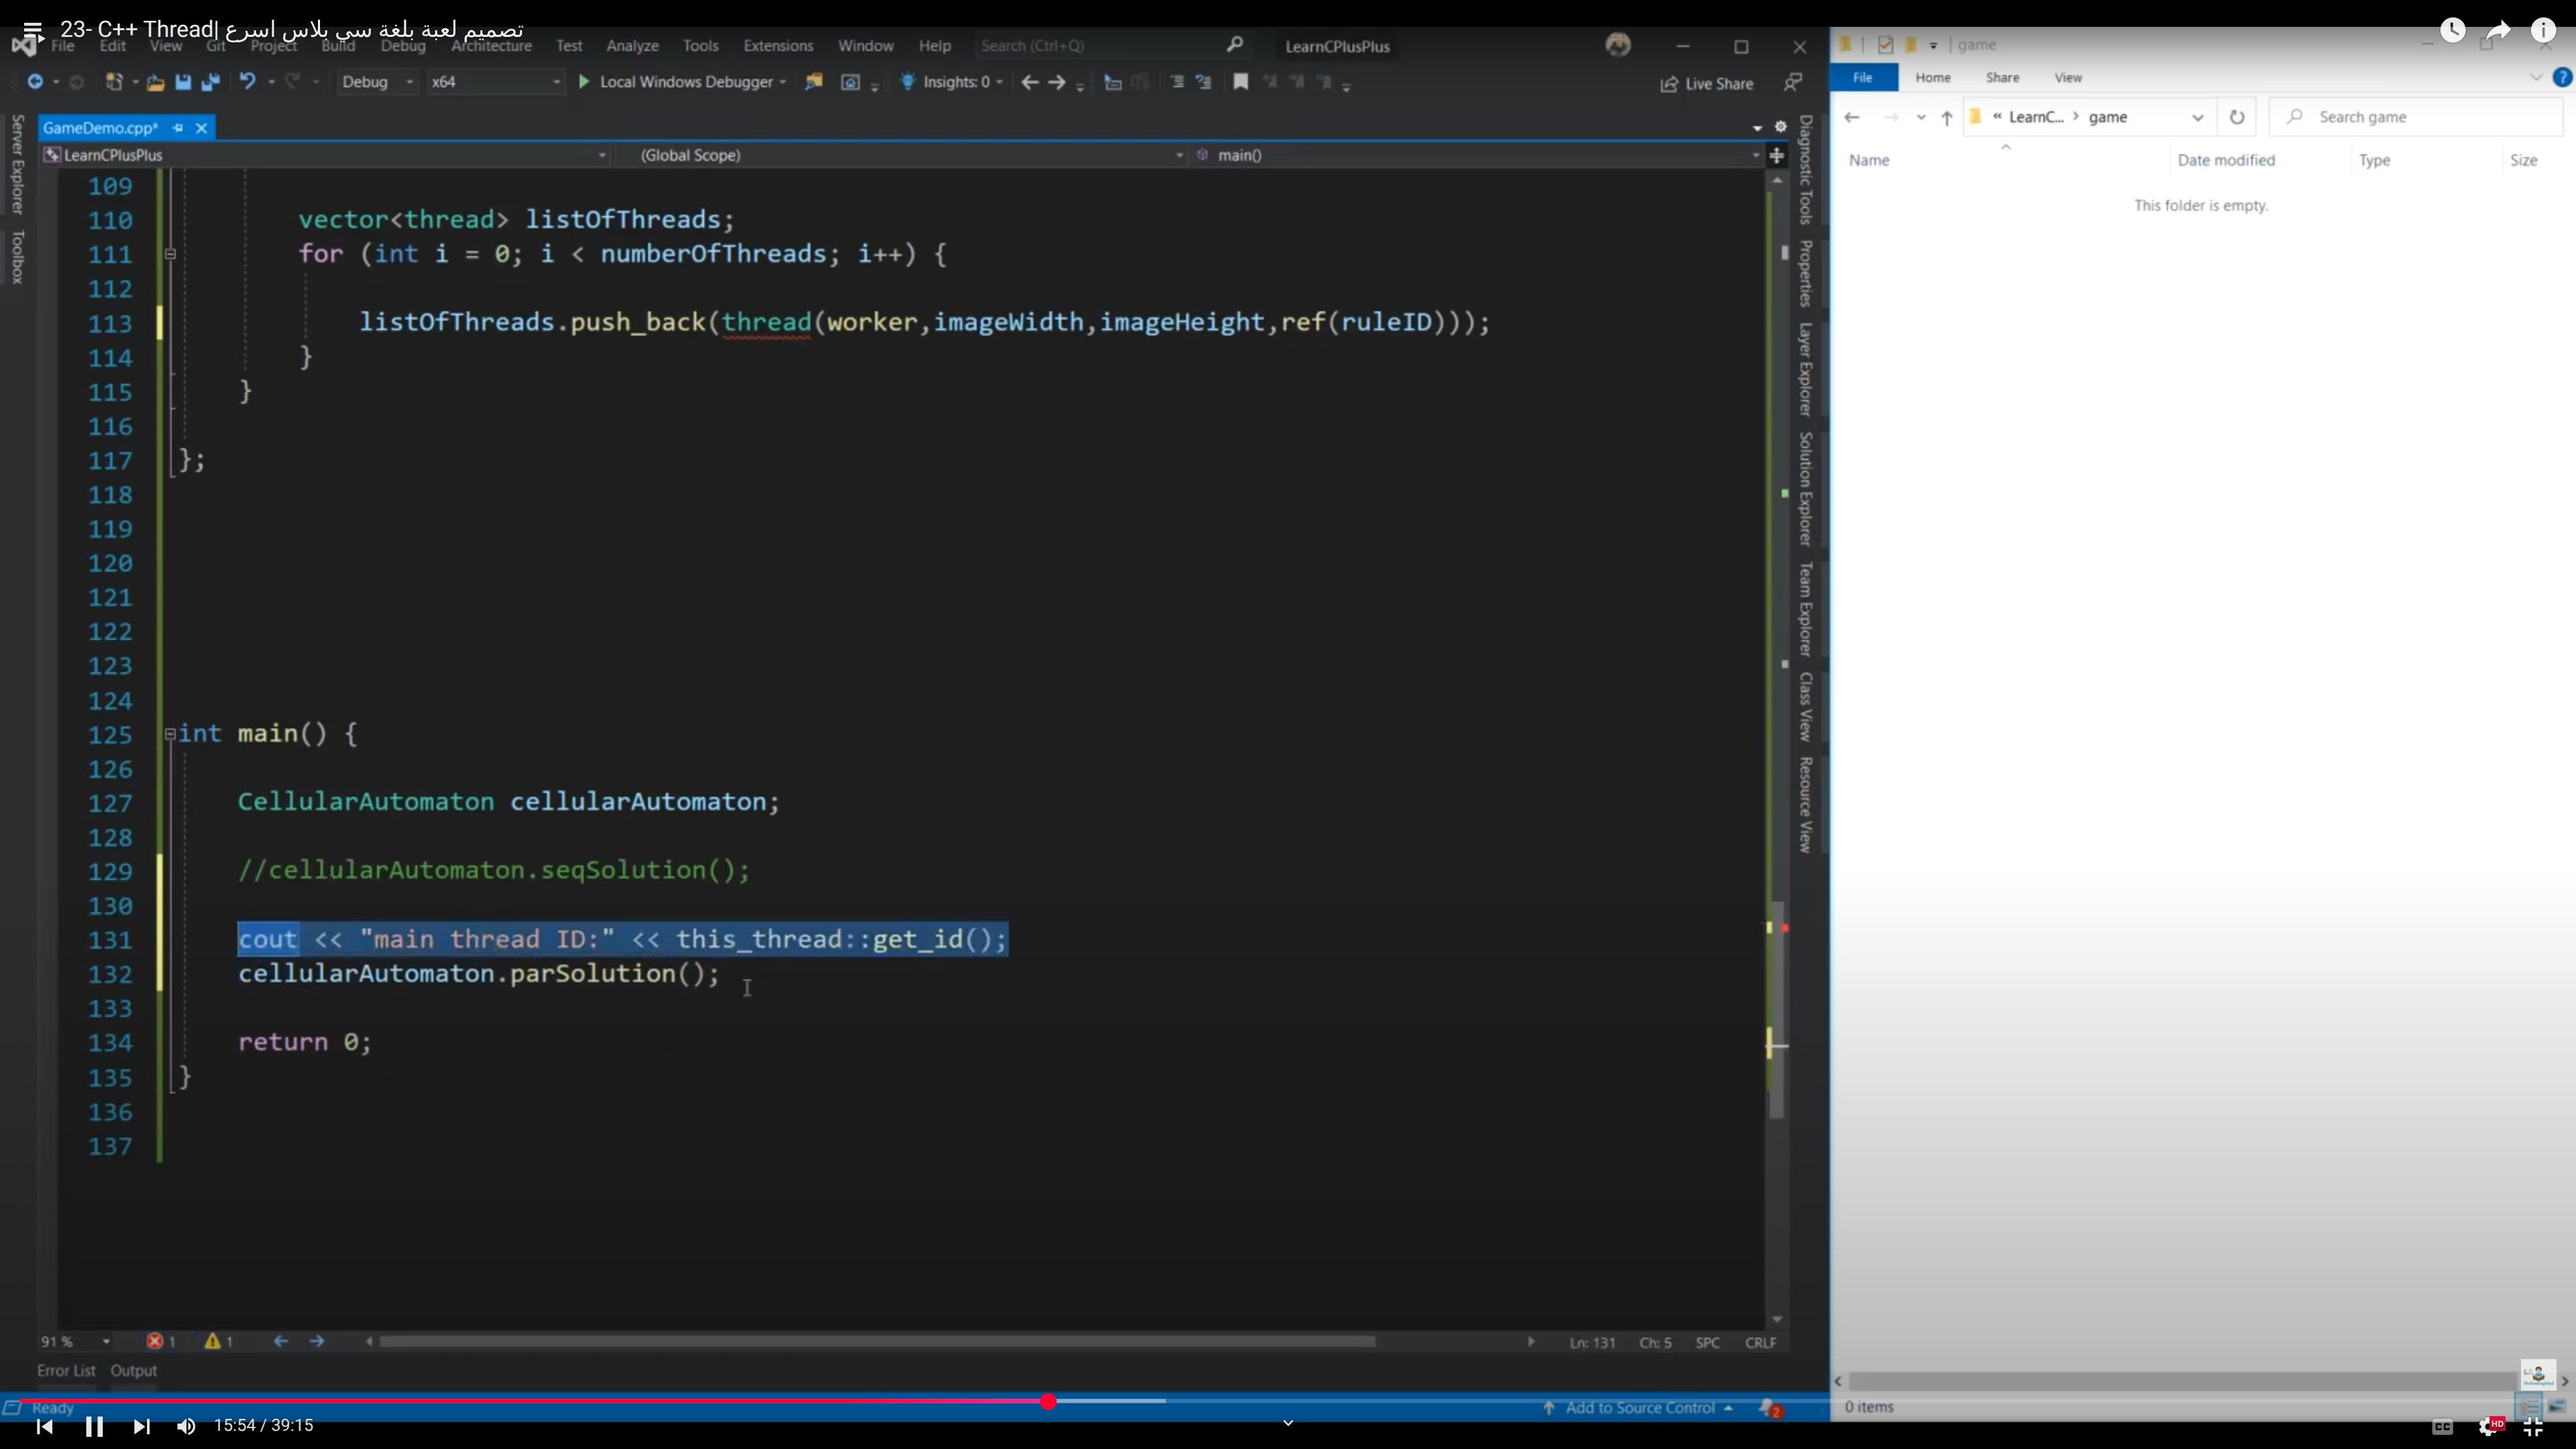 23- C++ Thread| تصميم لعبة بلغة سي بلاس اسرع
File Edit View Git Project Build Debug Architecture Test Analyze Tools Extensions Window Help Search (Ctrl+Q) LearnCPlusPlus
Debug x64 Local Windows Debugger Insights: 0 Live Share
GameDemo.cpp*
LearnCPlusPlus (Global Scope) main()
Server Explorer
Toolbox
109
110 vector<thread> listOfThreads;
111 for (int i = 0; i < numberOfThreads; i++) {
112
113 listOfThreads.push_back(thread(worker,imageWidth,imageHeight,ref(ruleID)));
114 }
115 }
116
117 };
118
119
120
121
122
123
124
125 int main() {
126
127 CellularAutomaton cellularAutomaton;
128
129 //cellularAutomaton.seqSolution();
130
131 cout << "main thread ID:" << this_thread::get_id();
132 cellularAutomaton.parSolution();
133
134 return 0;
135 }
136
137
91 % 1 1 Ln: 131 Ch: 5 SPC CRLF
Error List Output
Ready Add to Source Control 2
15:54 / 39:15
Diagnostic Tools
Properties
Layer Explorer
Solution Explorer
Team Explorer
Class View
Resource View
game
File Home Share View
« LearnC... > game Search game
Name Date modified Type Size
This folder is empty.
0 items
CC HD